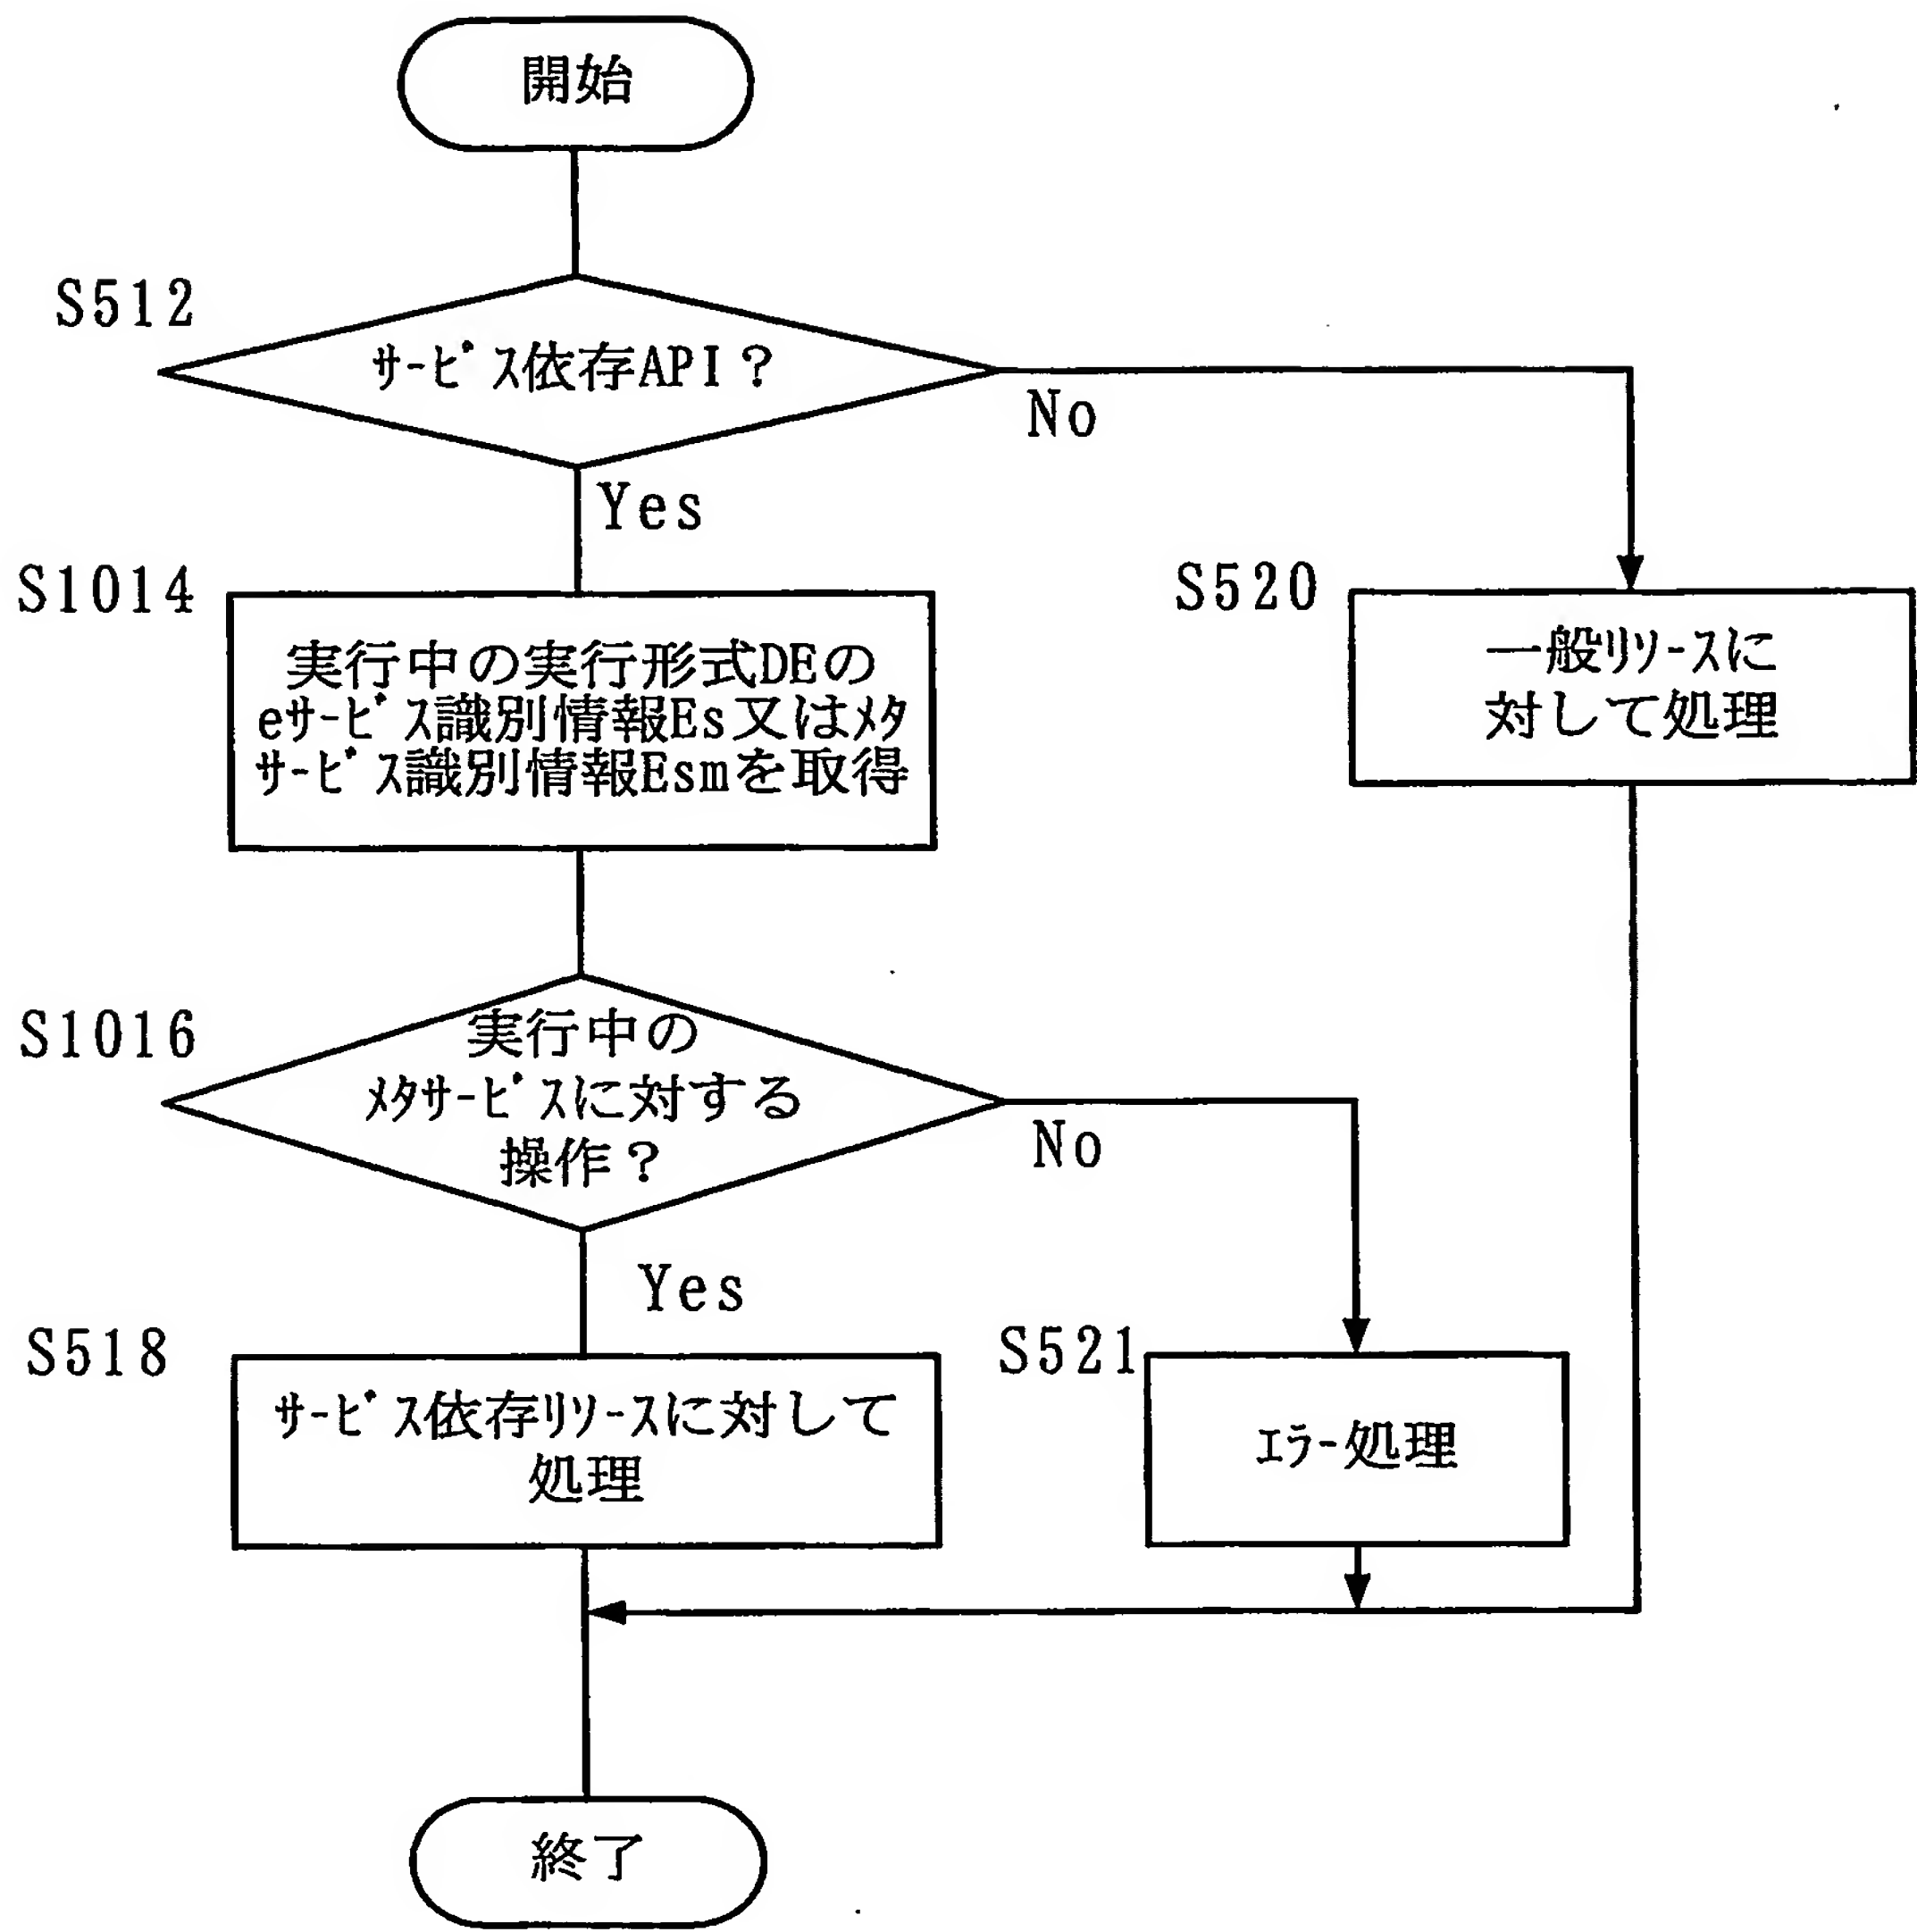 開始
S512
ｻｰﾋﾞｽ依存API？
No
Yes
S1014
実行中の実行形式DEの
eｻｰﾋﾞｽ識別情報Es又はﾒﾀ
ｻｰﾋﾞｽ識別情報Esmを取得
S520
一般ﾘｿｰｽに
対して処理
S1016
実行中の
ﾒﾀｻｰﾋﾞｽに対する
操作？
No
Yes
S518
ｻｰﾋﾞｽ依存ﾘｿｰｽに対して
処理
S521
ｴﾗｰ処理
終了